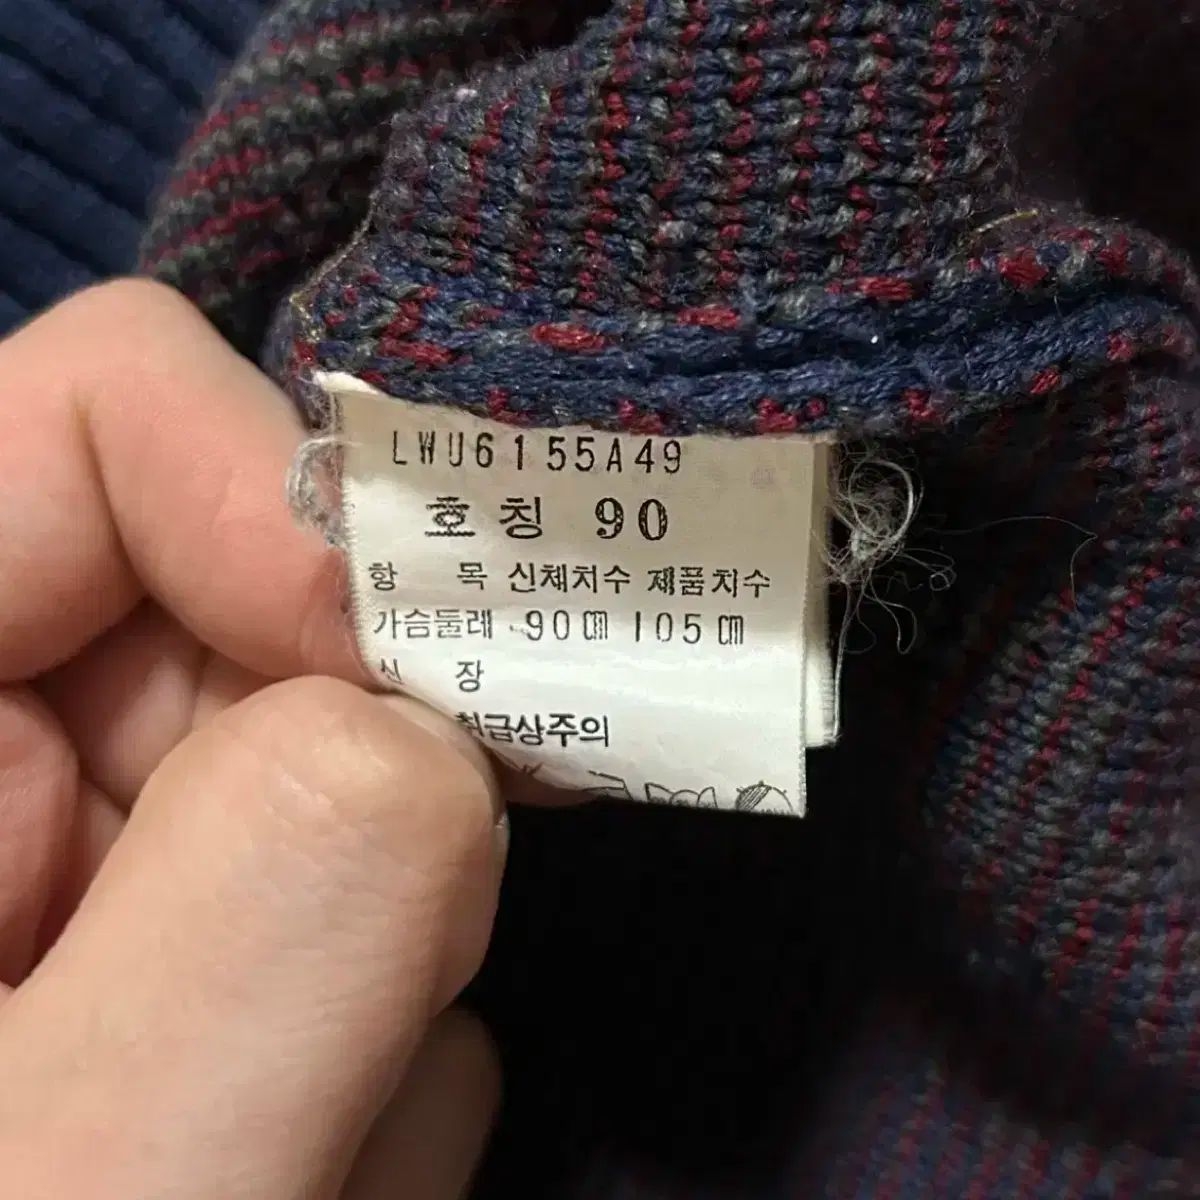 LWU6155A49
호칭 90
항 목 신체치수 제품치수
가슴둘레 90㎝ 105㎝
신 장
취급상주의